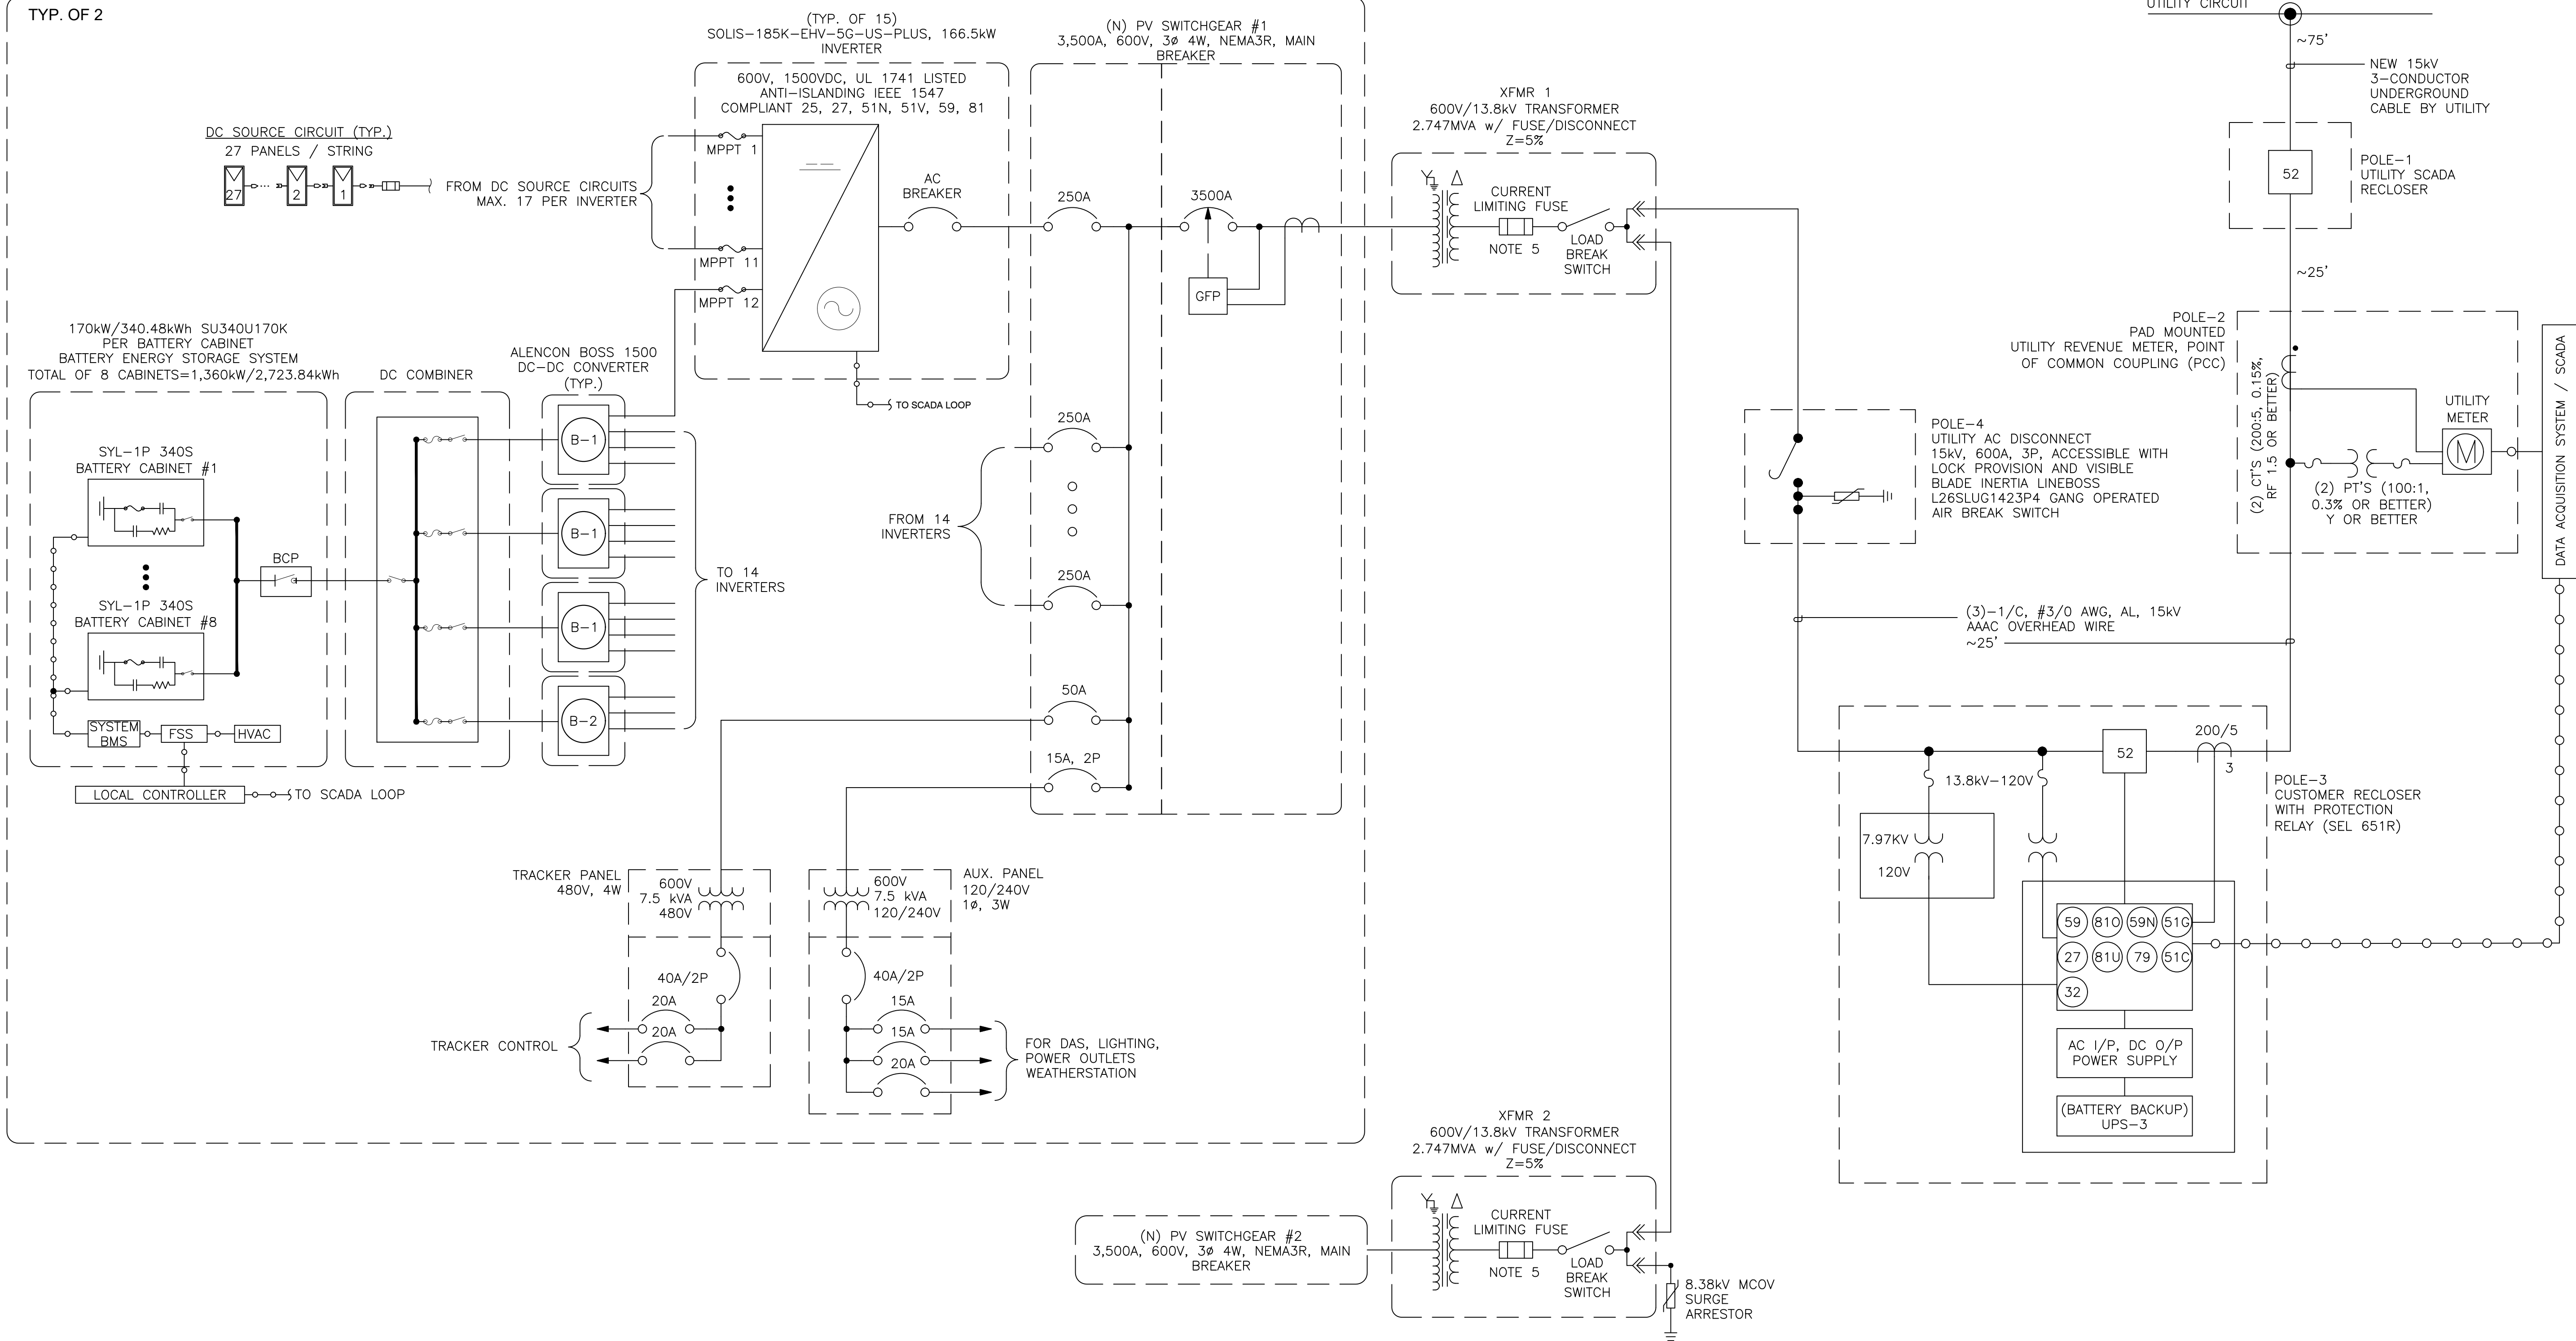 TYP. OF 2
(TYP. OF 15)
SOLIS-185K-EHV-5G-US-PLUS, 166.5kW
INVERTER
600V, 1500VDC, UL 1741 LISTED
ANTI-ISLANDING IEEE 1547
COMPLIANT 25, 27, 51N, 51V, 59, 81
MPPT 1
MPPT 11
MPPT 12
AC
BREAKER
TO SCADA LOOP
DC SOURCE CIRCUIT (TYP.)
27 PANELS / STRING
27
2
1
FROM DC SOURCE CIRCUITS
MAX. 17 PER INVERTER
170kW/340.48kWh SU340U170K
PER BATTERY CABINET
BATTERY ENERGY STORAGE SYSTEM
TOTAL OF 8 CABINETS=1,360kW/2,723.84kWh
SYL-1P 340S
BATTERY CABINET #1
SYL-1P 340S
BATTERY CABINET #8
BCP
SYSTEM
BMS
FSS
HVAC
LOCAL CONTROLLER
TO SCADA LOOP
DC COMBINER
ALENCON BOSS 1500
DC-DC CONVERTER
(TYP.)
B-1
B-1
B-1
B-2
TO 14
INVERTERS
(N) PV SWITCHGEAR #1
3,500A, 600V, 3ø 4W, NEMA3R, MAIN
BREAKER
250A
3500A
GFP
250A
FROM 14
INVERTERS
250A
50A
15A, 2P
TRACKER PANEL
480V, 4W
600V
7.5 kVA
480V
40A/2P
20A
20A
TRACKER CONTROL
AUX. PANEL
120/240V
1ø, 3W
600V
7.5 kVA
120/240V
40A/2P
15A
15A
20A
FOR DAS, LIGHTING,
POWER OUTLETS
WEATHERSTATION
XFMR 1
600V/13.8kV TRANSFORMER
2.747MVA w/ FUSE/DISCONNECT
Z=5%
Y
Δ
CURRENT
LIMITING FUSE
NOTE 5
LOAD
BREAK
SWITCH
XFMR 2
600V/13.8kV TRANSFORMER
2.747MVA w/ FUSE/DISCONNECT
Z=5%
Y
Δ
CURRENT
LIMITING FUSE
NOTE 5
LOAD
BREAK
SWITCH
(N) PV SWITCHGEAR #2
3,500A, 600V, 3ø 4W, NEMA3R, MAIN
BREAKER
8.38kV MCOV
SURGE
ARRESTOR
UTILITY CIRCUIT
~75'
NEW 15kV
3-CONDUCTOR
UNDERGROUND
CABLE BY UTILITY
52
POLE-1
UTILITY SCADA
RECLOSER
~25'
POLE-2
PAD MOUNTED
UTILITY REVENUE METER, POINT
OF COMMON COUPLING (PCC)
(2) CT'S (200:5, 0.15%,
RF 1.5 OR BETTER)
(2) PT'S (100:1,
0.3% OR BETTER)
Y OR BETTER
UTILITY
METER
M
DATA ACQUISITION SYSTEM / SCADA
POLE-4
UTILITY AC DISCONNECT
15kV, 600A, 3P, ACCESSIBLE WITH
LOCK PROVISION AND VISIBLE
BLADE INERTIA LINEBOSS
L26SLUG1423P4 GANG OPERATED
AIR BREAK SWITCH
(3)-1/C, #3/0 AWG, AL, 15kV
AAAC OVERHEAD WIRE
~25'
52
200/5
3
13.8kV-120V
7.97KV
120V
POLE-3
CUSTOMER RECLOSER
WITH PROTECTION
RELAY (SEL 651R)
59
81O
59N
51G
27
81U
79
51C
32
AC I/P, DC O/P
POWER SUPPLY
(BATTERY BACKUP)
UPS-3